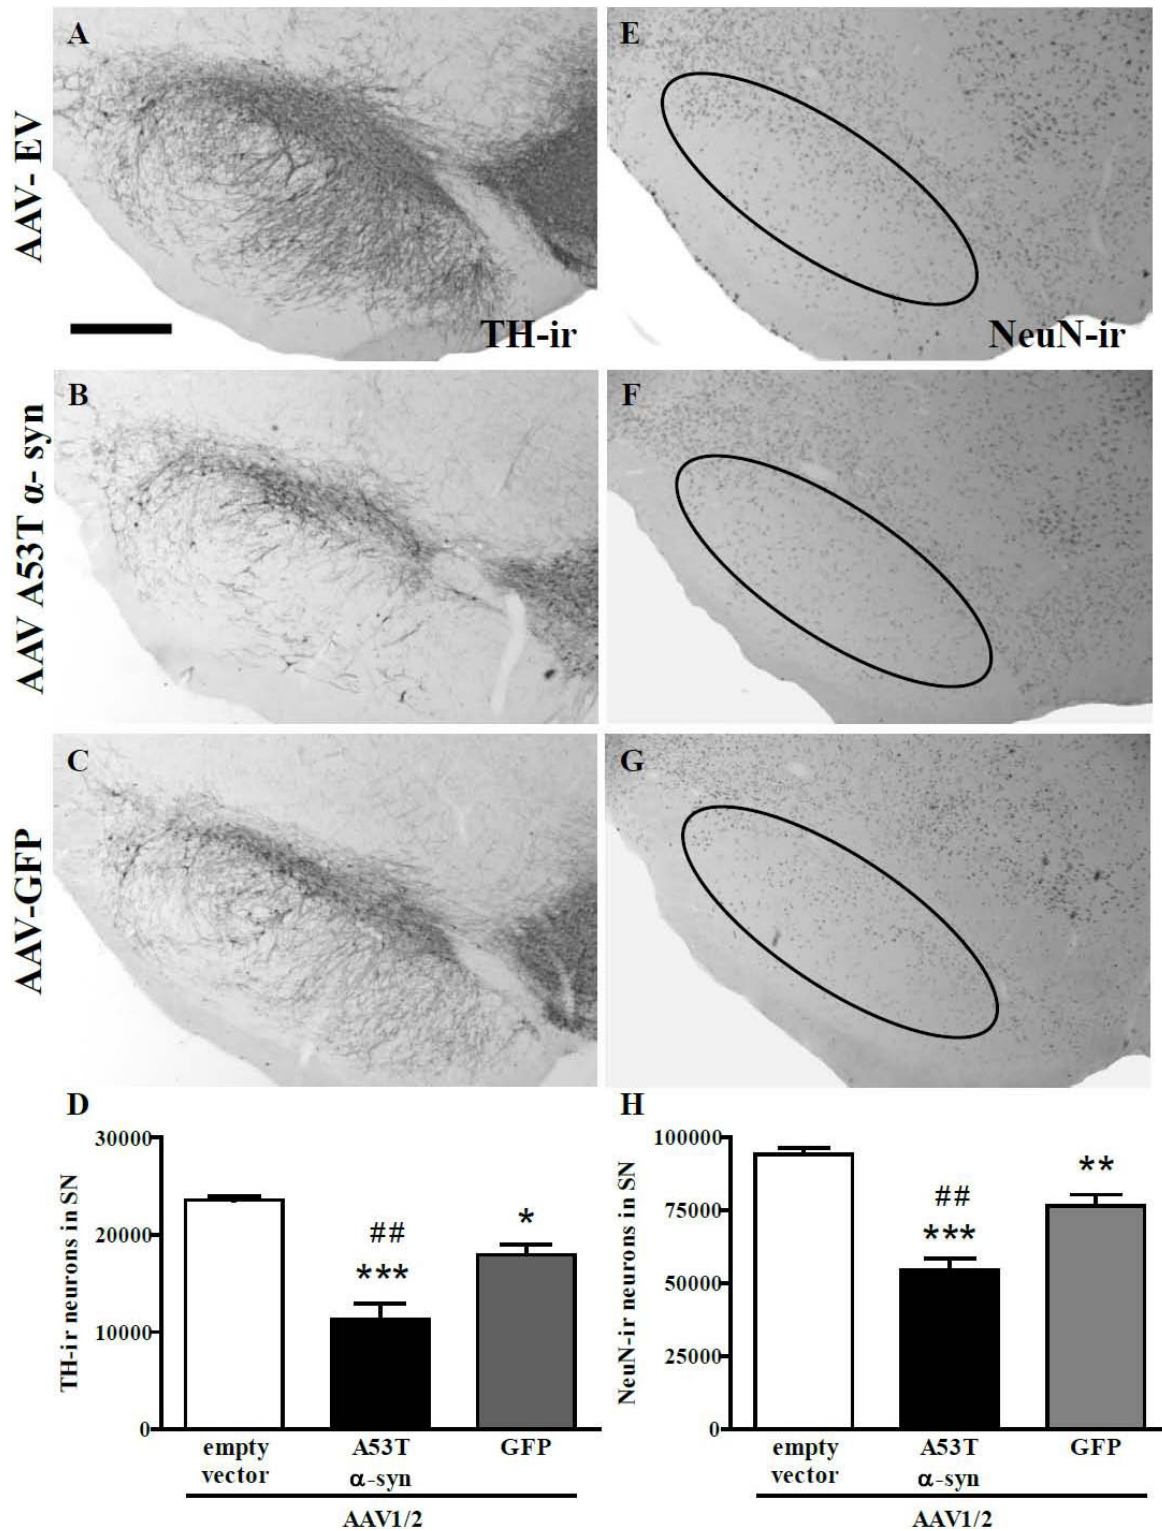 A
E
AAV- EV
TH-ir
NeuN-ir
B
F
AAV A53T α- syn
C
G
AAV-GFP
D
H
30000
20000
10000
0
TH-ir neurons in SN
##
***
*
empty vector
A53T α-syn
GFP
AAV1/2
100000
75000
50000
25000
0
NeuN-ir neurons in SN
##
***
**
empty vector
A53T α-syn
GFP
AAV1/2